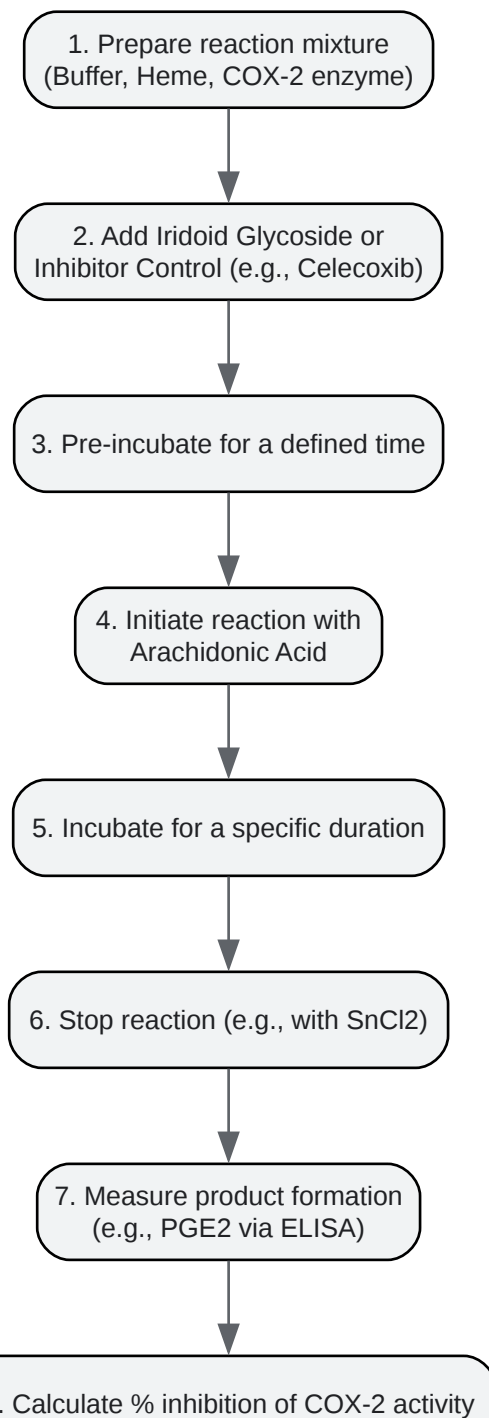 1. Prepare reaction mixture
(Buffer, Heme, COX-2 enzyme)
2. Add Iridoid Glycoside or
Inhibitor Control (e.g., Celecoxib)
3. Pre-incubate for a defined time
4. Initiate reaction with
Arachidonic Acid
5. Incubate for a specific duration
6. Stop reaction (e.g., with SnCl2)
7. Measure product formation
(e.g., PGE2 via ELISA)
. Calculate % inhibition of COX-2 activity